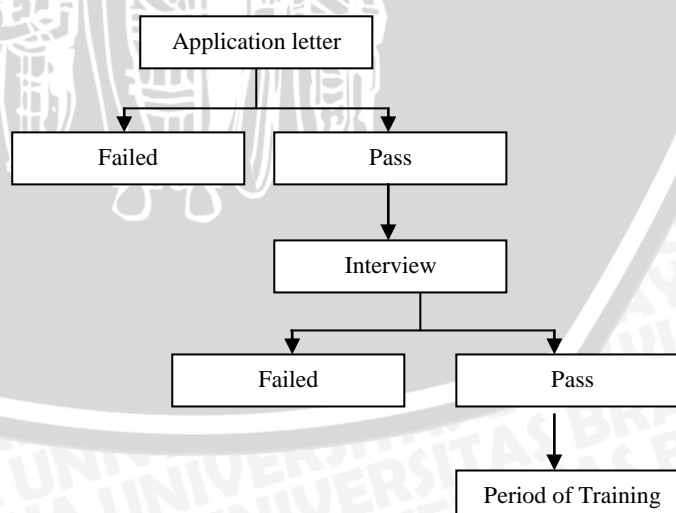 Application letter
Failed
Pass
Interview
Failed
Pass
Period of Training